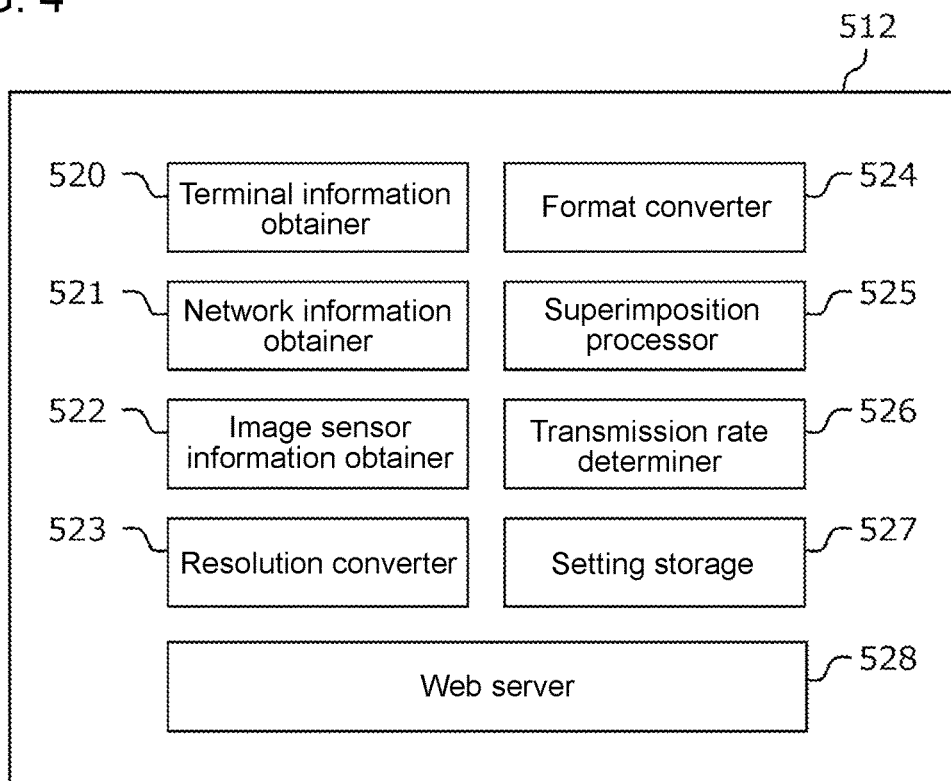 G. 4
512
520
Terminal information
obtainer
524
Format converter
521
Network information
obtainer
525
Superimposition
processor
522
Image sensor
information obtainer
526
Transmission rate
determiner
523
Resolution converter
527
Setting storage
528
Web server